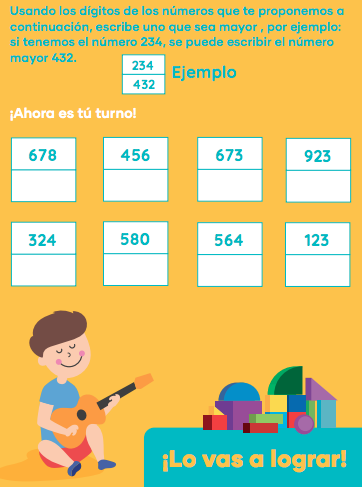 Usando los dígitos de los números que te proponemos a
continuación, escribe uno que sea mayor , por ejemplo:
si tenemos el número 234, se puede escribir el número
mayor 432.
234
432
Ejemplo
¡Ahora es tú turno!
678 456 673 923
324 580 564 123
¡Lo vas a lograr!